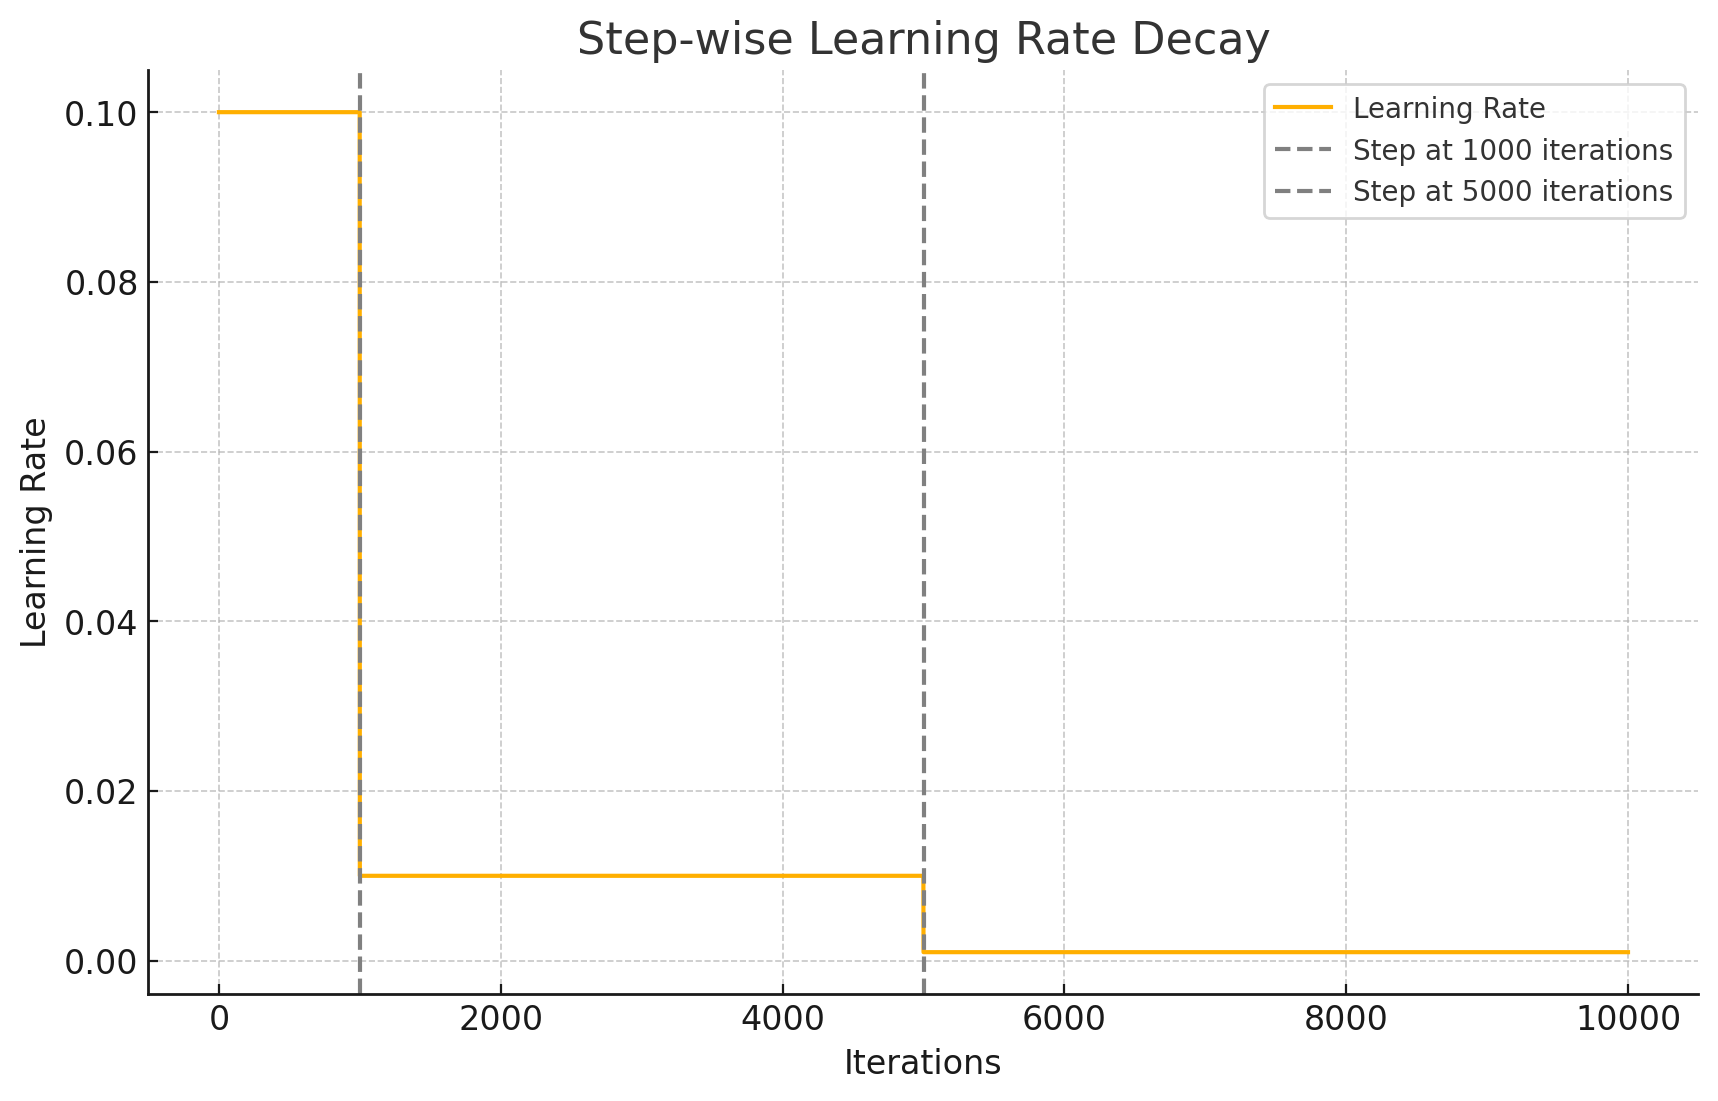 Step-wise Learning Rate Decay
Learning Rate
Step at 1000 iterations
Step at 5000 iterations
0.10
0.08
0.06
0.04
0.02
0.00
Learning Rate
0 2000 4000 6000 8000 10000
Iterations